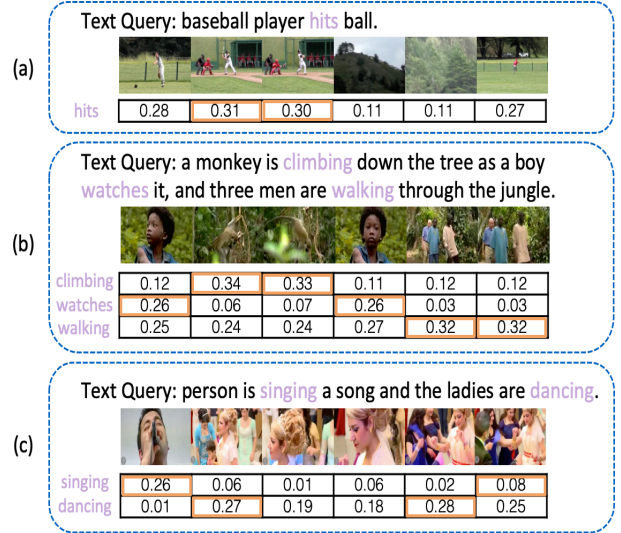 (a)
Text Query: baseball player hits ball.
hits 0.28 0.31 0.30 0.11 0.11 0.27
(b)
Text Query: a monkey is climbing down the tree as a boy
watches it, and three men are walking through the jungle.
climbing 0.12 0.34 0.33 0.11 0.12 0.12
watches 0.26 0.06 0.07 0.26 0.03 0.03
walking 0.25 0.24 0.24 0.27 0.32 0.32
(c)
Text Query: person is singing a song and the ladies are dancing.
singing 0.26 0.06 0.01 0.06 0.02 0.08
dancing 0.01 0.27 0.19 0.18 0.28 0.25